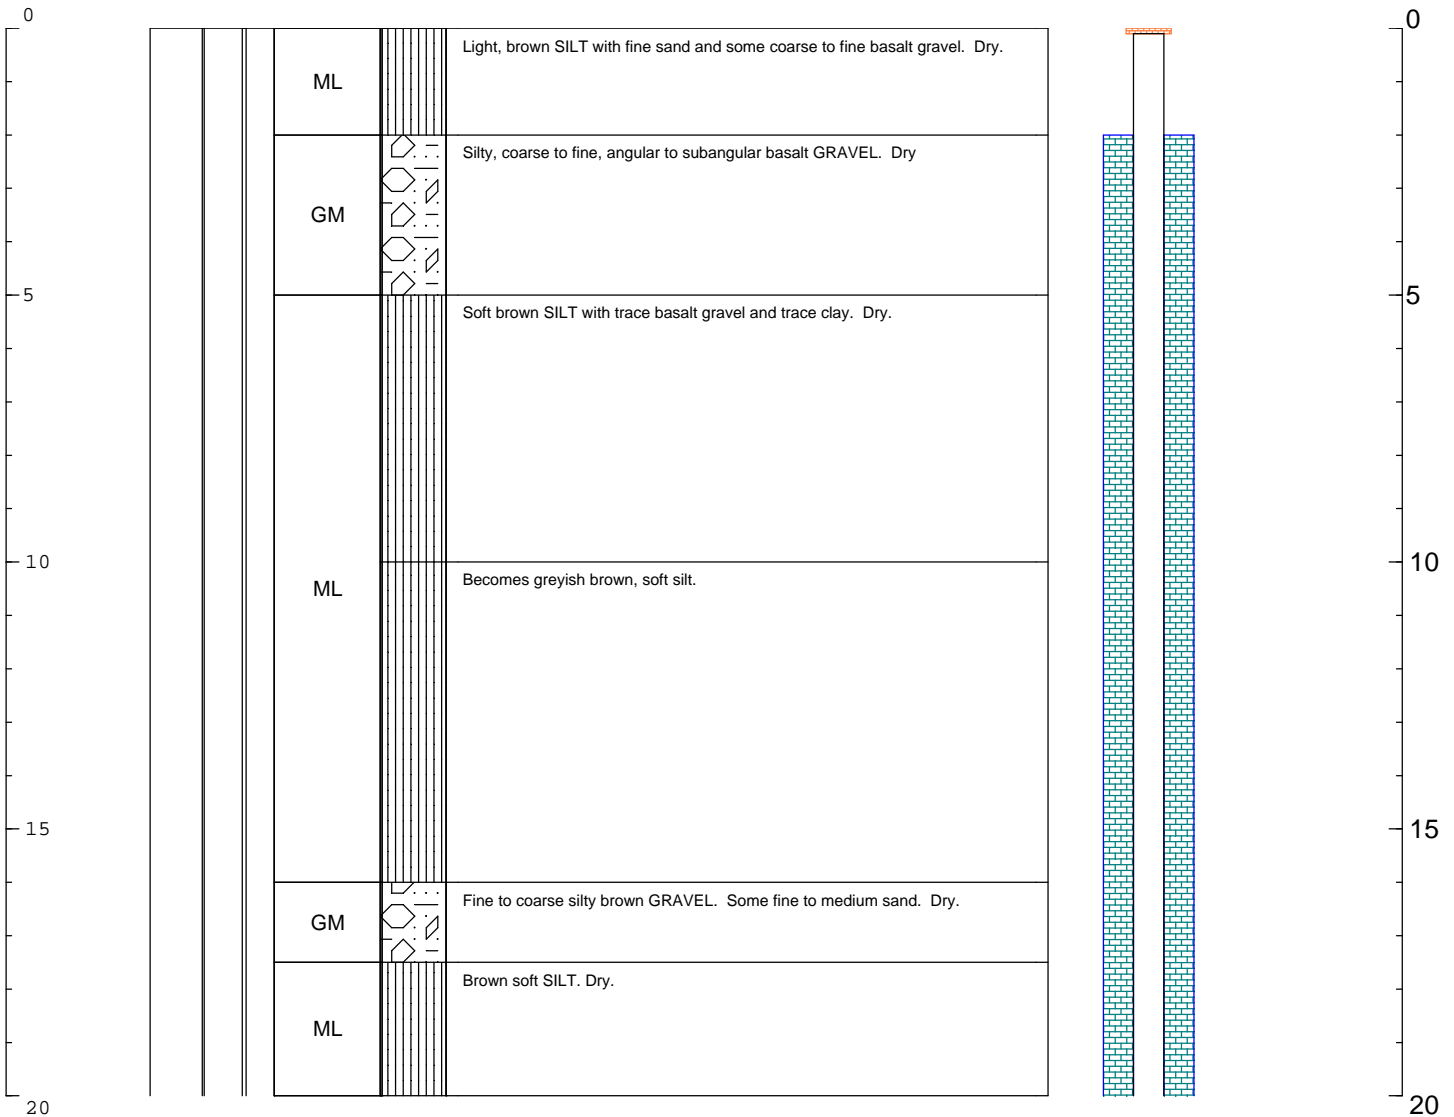 0 0
Light, brown SILT with fine sand and some coarse to fine basalt gravel.  Dry.
ML
Silty, coarse to fine, angular to subangular basalt GRAVEL.  Dry
GM
5 5
Soft brown SILT with trace basalt gravel and trace clay.  Dry.
10 10
Becomes greyish brown, soft silt.
ML
15 15
Fine to coarse silty brown GRAVEL.  Some fine to medium sand.  Dry.
GM
Brown soft SILT. Dry.
ML
20 20